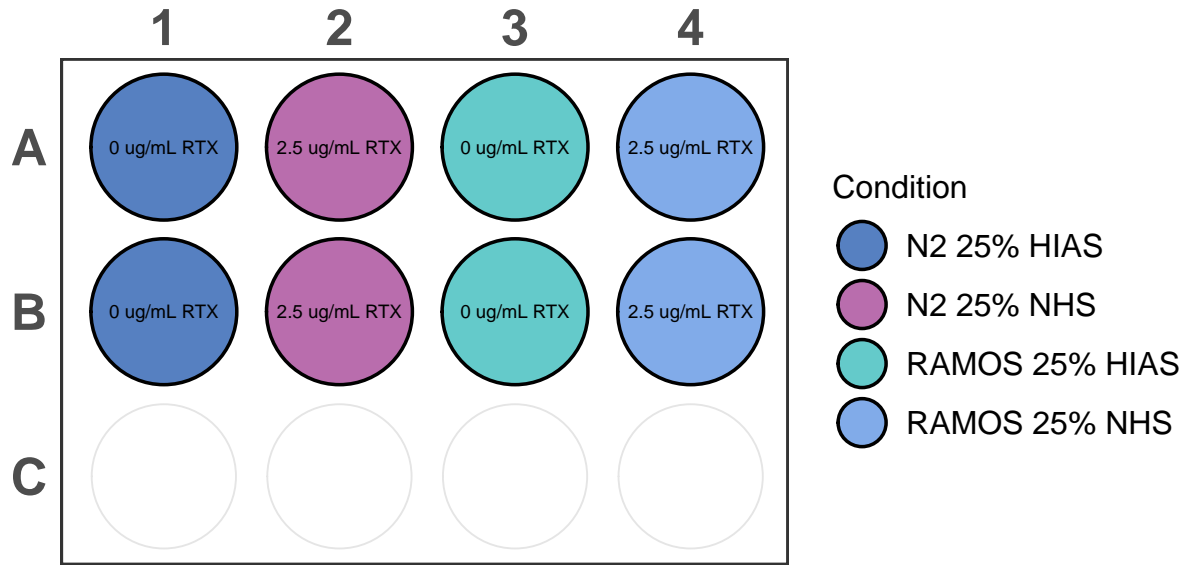 1 2 3 4
A 0 ug/mL RTX 2.5 ug/mL RTX 0 ug/mL RTX 2.5 ug/mL RTX
B 0 ug/mL RTX 2.5 ug/mL RTX 0 ug/mL RTX 2.5 ug/mL RTX
C
Condition
N2 25% HIAS
N2 25% NHS
RAMOS 25% HIAS
RAMOS 25% NHS